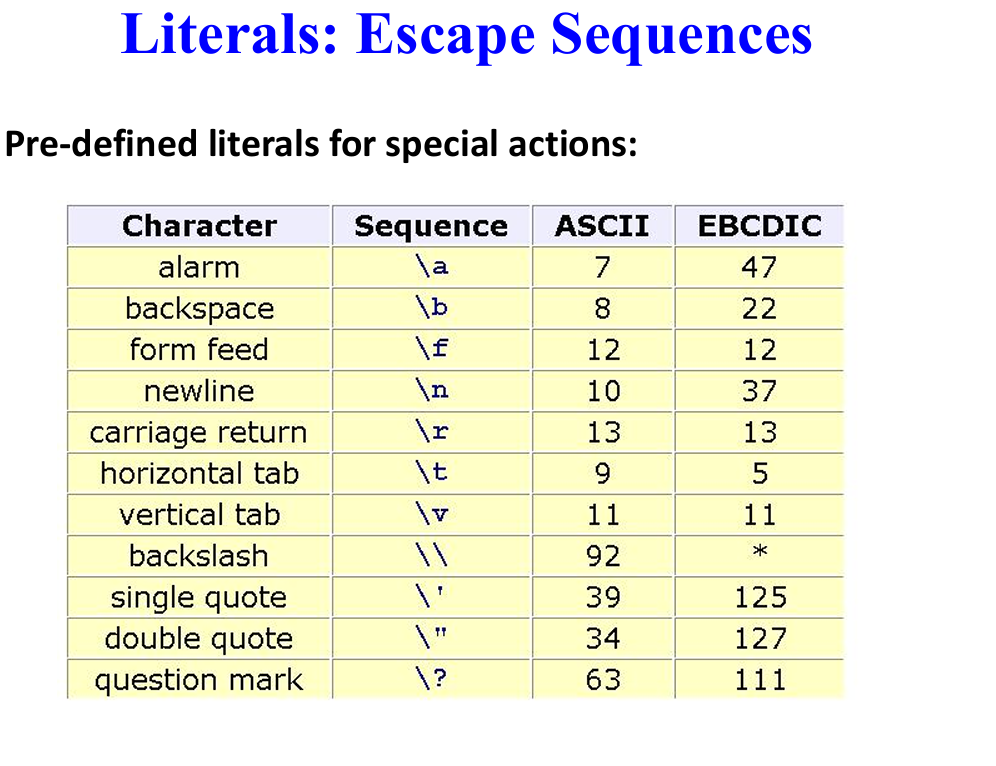 Literals: Escape Sequences
Pre-defined literals for special actions:
Character Sequence ASCII EBCDIC
alarm \a 7 47
backspace \b 8 22
form feed \f 12 12
newline \n 10 37
carriage return \r 13 13
horizontal tab \t 9 5
vertical tab \v 11 11
backslash \\ 92 *
single quote \' 39 125
double quote \" 34 127
question mark \? 63 111